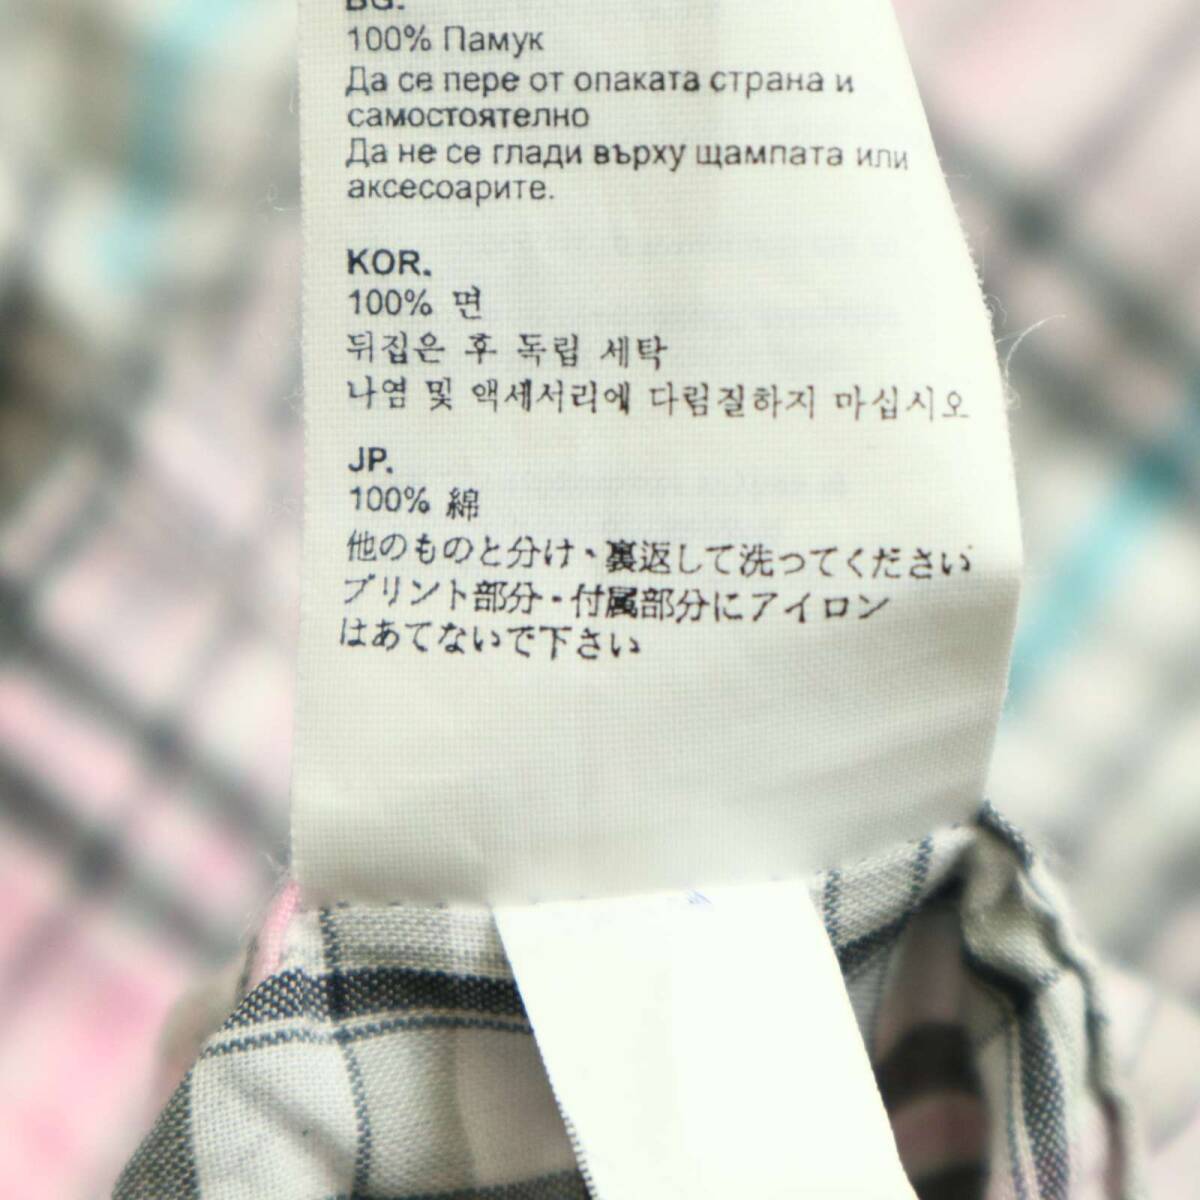 BG.
100% Памук
Да се пере от опаката страна и
самостоятелно
Да не се глади върху щампата или
аксесоарите.
KOR.
100% 면
뒤집은 후 독립 세탁
나염 및 액세서리에 다림질하지 마십시오
JP.
100% 綿
他のものと分け・裏返して洗ってください
プリント部分・付属部分にアイロン
はあてないで下さい